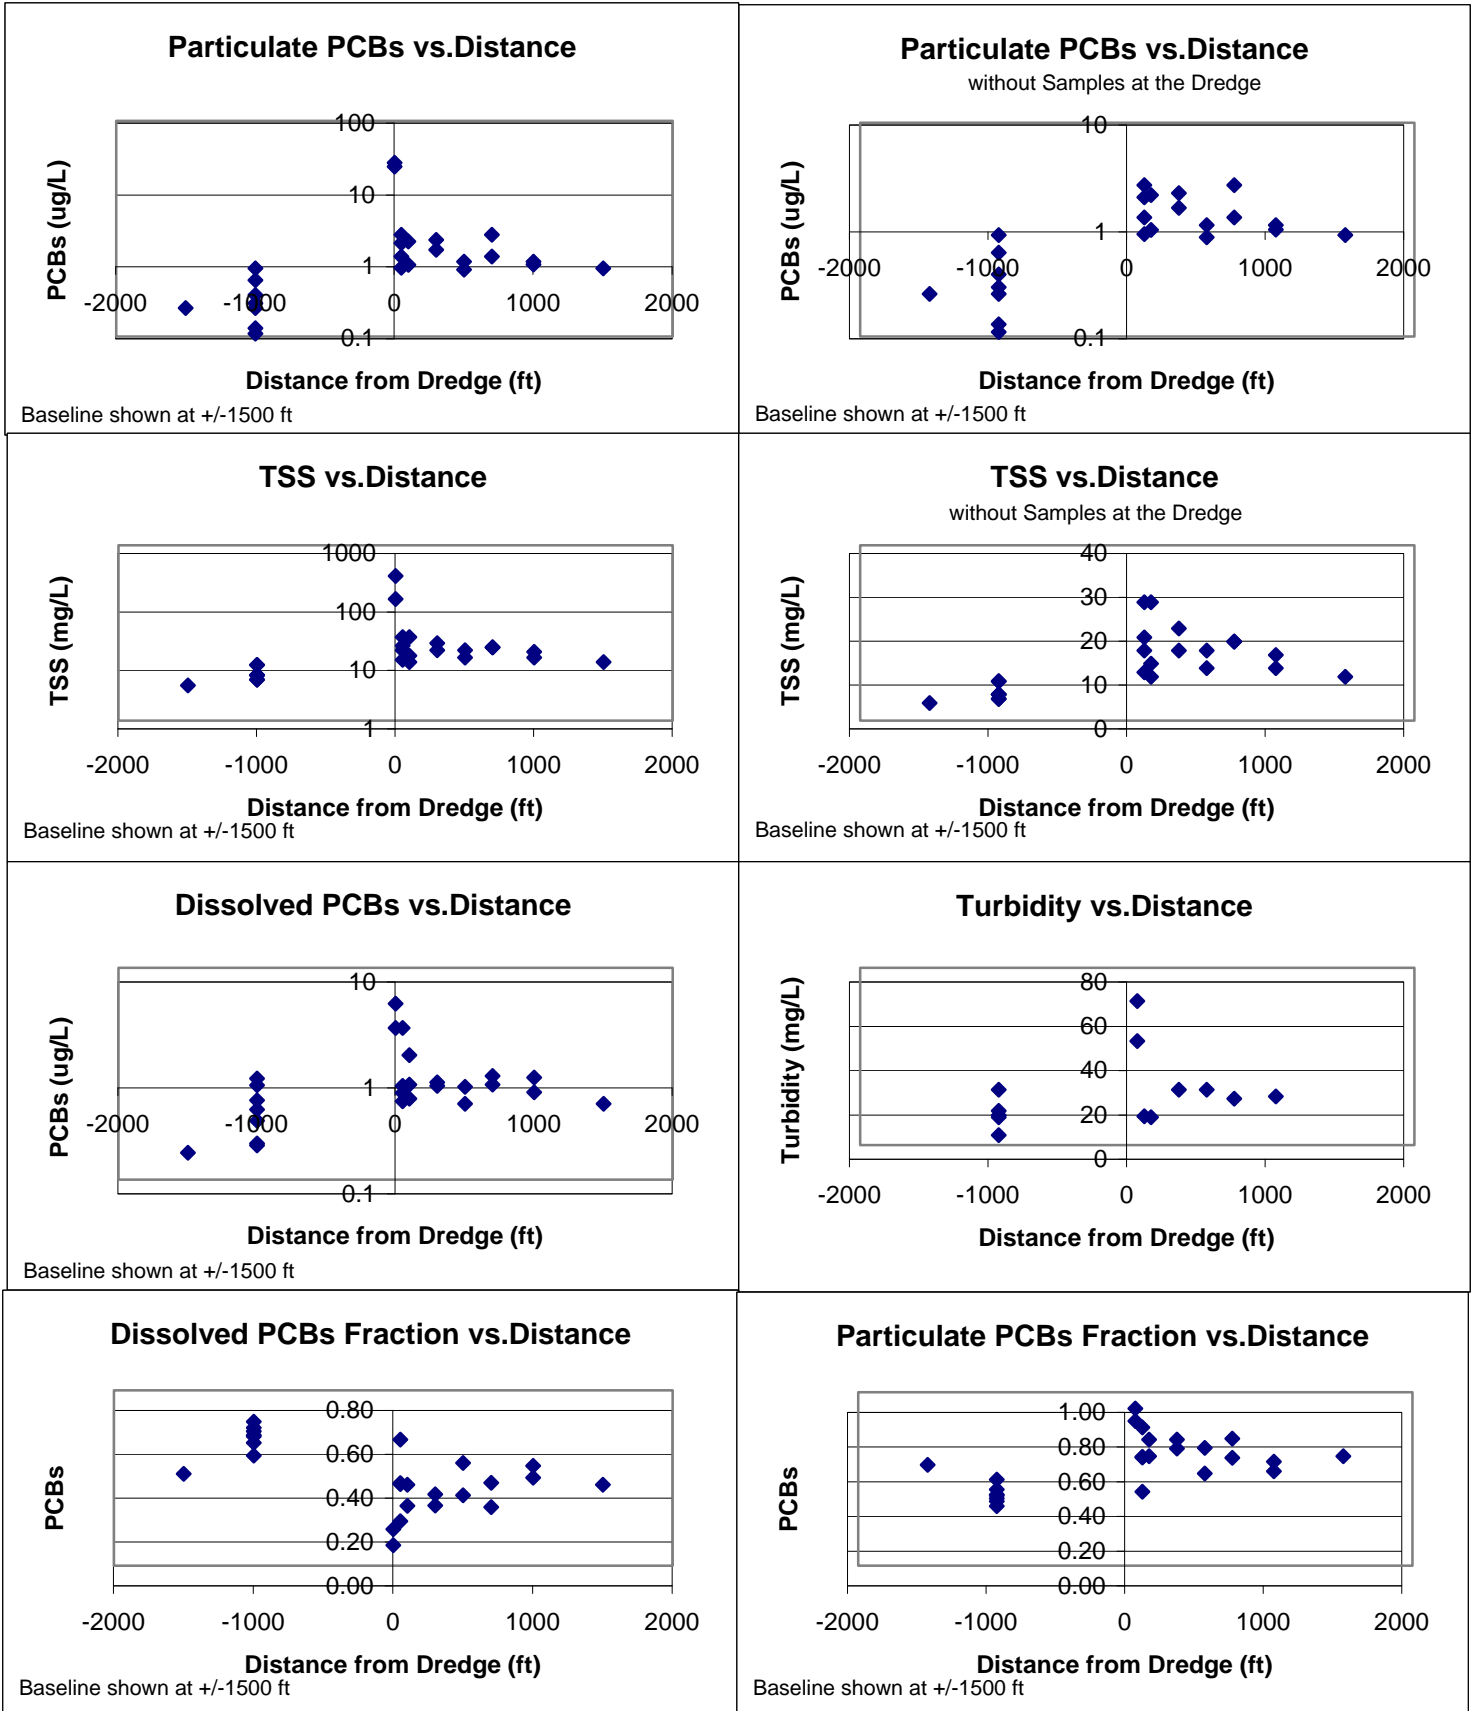 Particulate PCBs vs.Distance
100
10
1
0.1
-2000
-1000
0
1000
2000
PCBs (ug/L)
Distance from Dredge (ft)
Baseline shown at +/-1500 ft
Particulate PCBs vs.Distance
without Samples at the Dredge
10
1
0.1
-2000
-1000
0
1000
2000
PCBs (ug/L)
Distance from Dredge (ft)
Baseline shown at +/-1500 ft
TSS vs.Distance
1000
100
10
1
-2000
-1000
0
1000
2000
TSS (mg/L)
Distance from Dredge (ft)
Baseline shown at +/-1500 ft
TSS vs.Distance
without Samples at the Dredge
40
30
20
10
0
-2000
-1000
0
1000
2000
TSS (mg/L)
Distance from Dredge (ft)
Baseline shown at +/-1500 ft
Dissolved PCBs vs.Distance
10
1
0.1
-2000
-1000
0
1000
2000
PCBs (ug/L)
Distance from Dredge (ft)
Baseline shown at +/-1500 ft
Turbidity vs.Distance
80
60
40
20
0
-2000
-1000
0
1000
2000
Turbidity (mg/L)
Distance from Dredge (ft)
Dissolved PCBs Fraction vs.Distance
0.80
0.60
0.40
0.20
0.00
-2000
-1000
0
1000
2000
PCBs
Distance from Dredge (ft)
Baseline shown at +/-1500 ft
Particulate PCBs Fraction vs.Distance
1.00
0.80
0.60
0.40
0.20
0.00
-2000
-1000
0
1000
2000
PCBs
Distance from Dredge (ft)
Baseline shown at +/-1500 ft